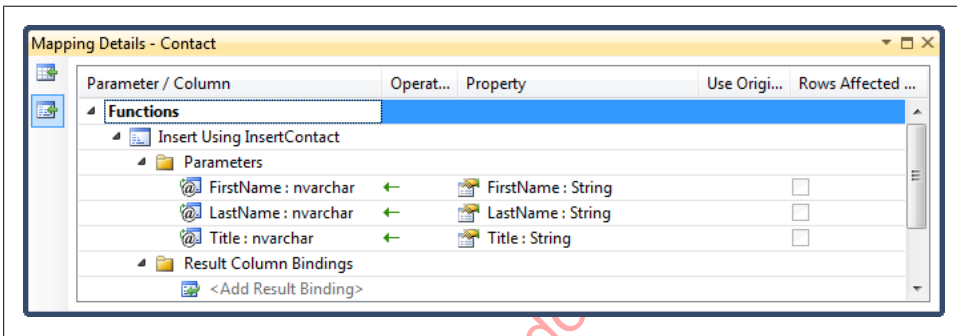 Mapping Details - Contact
Parameter / Column Operat... Property Use Origi... Rows Affected ...
Functions
Insert Using InsertContact
Parameters
@ FirstName : nvarchar ← FirstName : String
@ LastName : nvarchar ← LastName : String
@ Title : nvarchar ← Title : String
Result Column Bindings
<Add Result Binding>